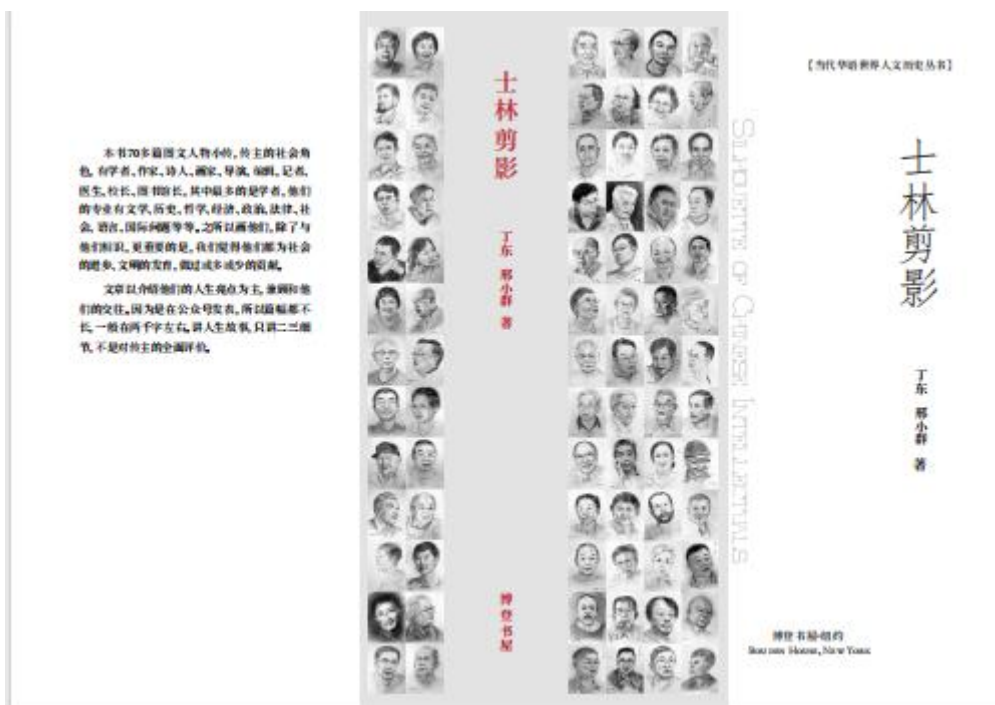 本书70多篇图文人物小传，传主的社会角
色，有学者、作家、诗人、画家、导演、编辑、记者、
医生、校长、图书馆长，其中最多的是学者，他们
的专业有文学、历史、哲学、经济、政治、法律、社
会、语言、国际问题等等。之所以画他们，除了与
他们相识，更重要的是，我们觉得他们都为社会
的进步、文明的发育，做过或多或少的贡献。
文章以介绍他们的人生亮点为主，兼顾和他
们的交往。因为是在公众号发表，所以篇幅都不
长，一般在两千字左右。讲人生故事，只讲二三细
节，不是对传主的全面评价。
士林剪影
丁东 邢小群 著
博登书屋
SILHOUETTE OF CHINESE INTELLECTUALS
【当代华语世界人文历史丛书】
士林剪影
丁东 邢小群 著
博登书屋·纽约
Bouden House, New York